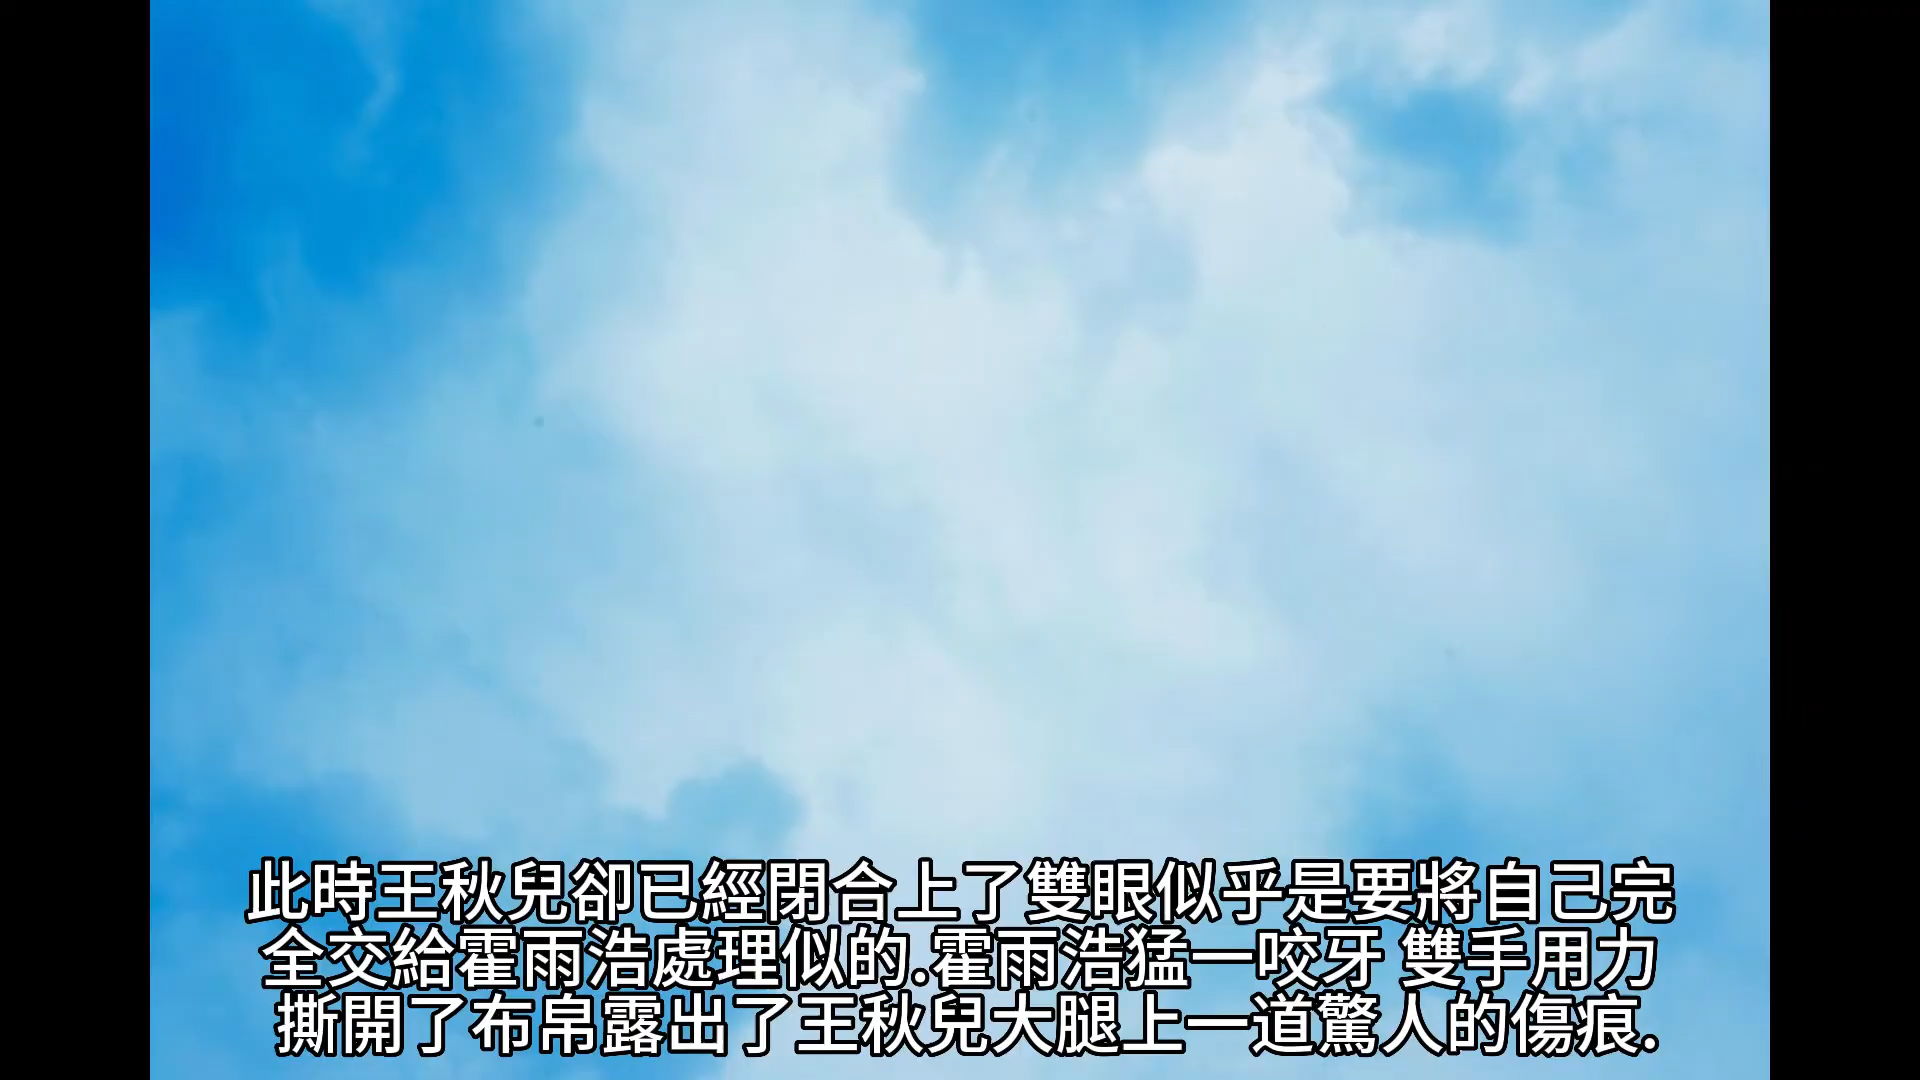 此時王秋兒卻已經閉合上了雙眼似乎是要將自己完
全交給霍雨浩處理似的.霍雨浩猛一咬牙 雙手用力
撕開了布帛露出了王秋兒大腿上一道驚人的傷痕.